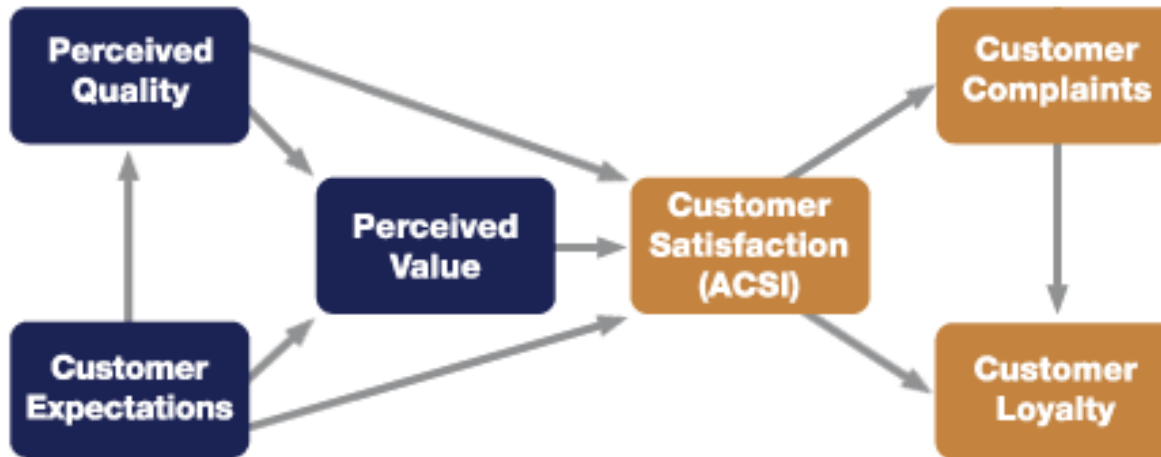 Perceived
Quality
Customer
Expectations
Perceived
Value
Customer
Satisfaction
(ACSI)
Customer
Complaints
Customer
Loyalty